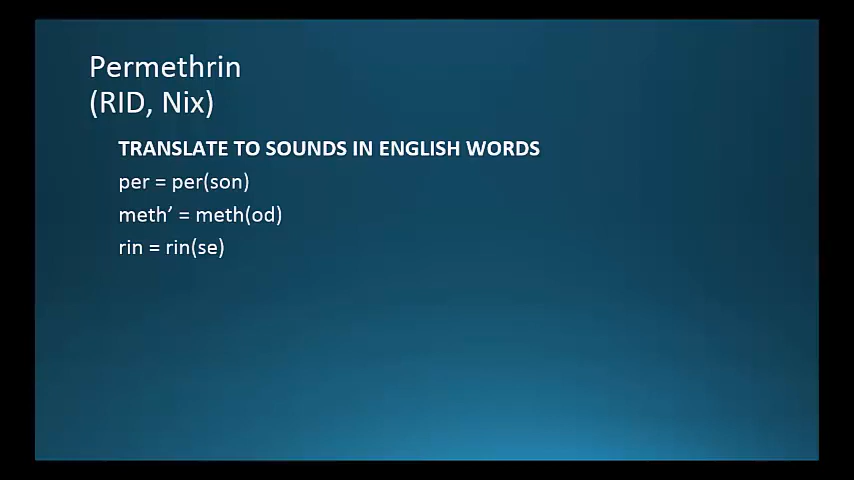 Permethrin
(RID, Nix)
TRANSLATE TO SOUNDS IN ENGLISH WORDS
per = per(son)
meth’ = meth(od)
rin = rin(se)